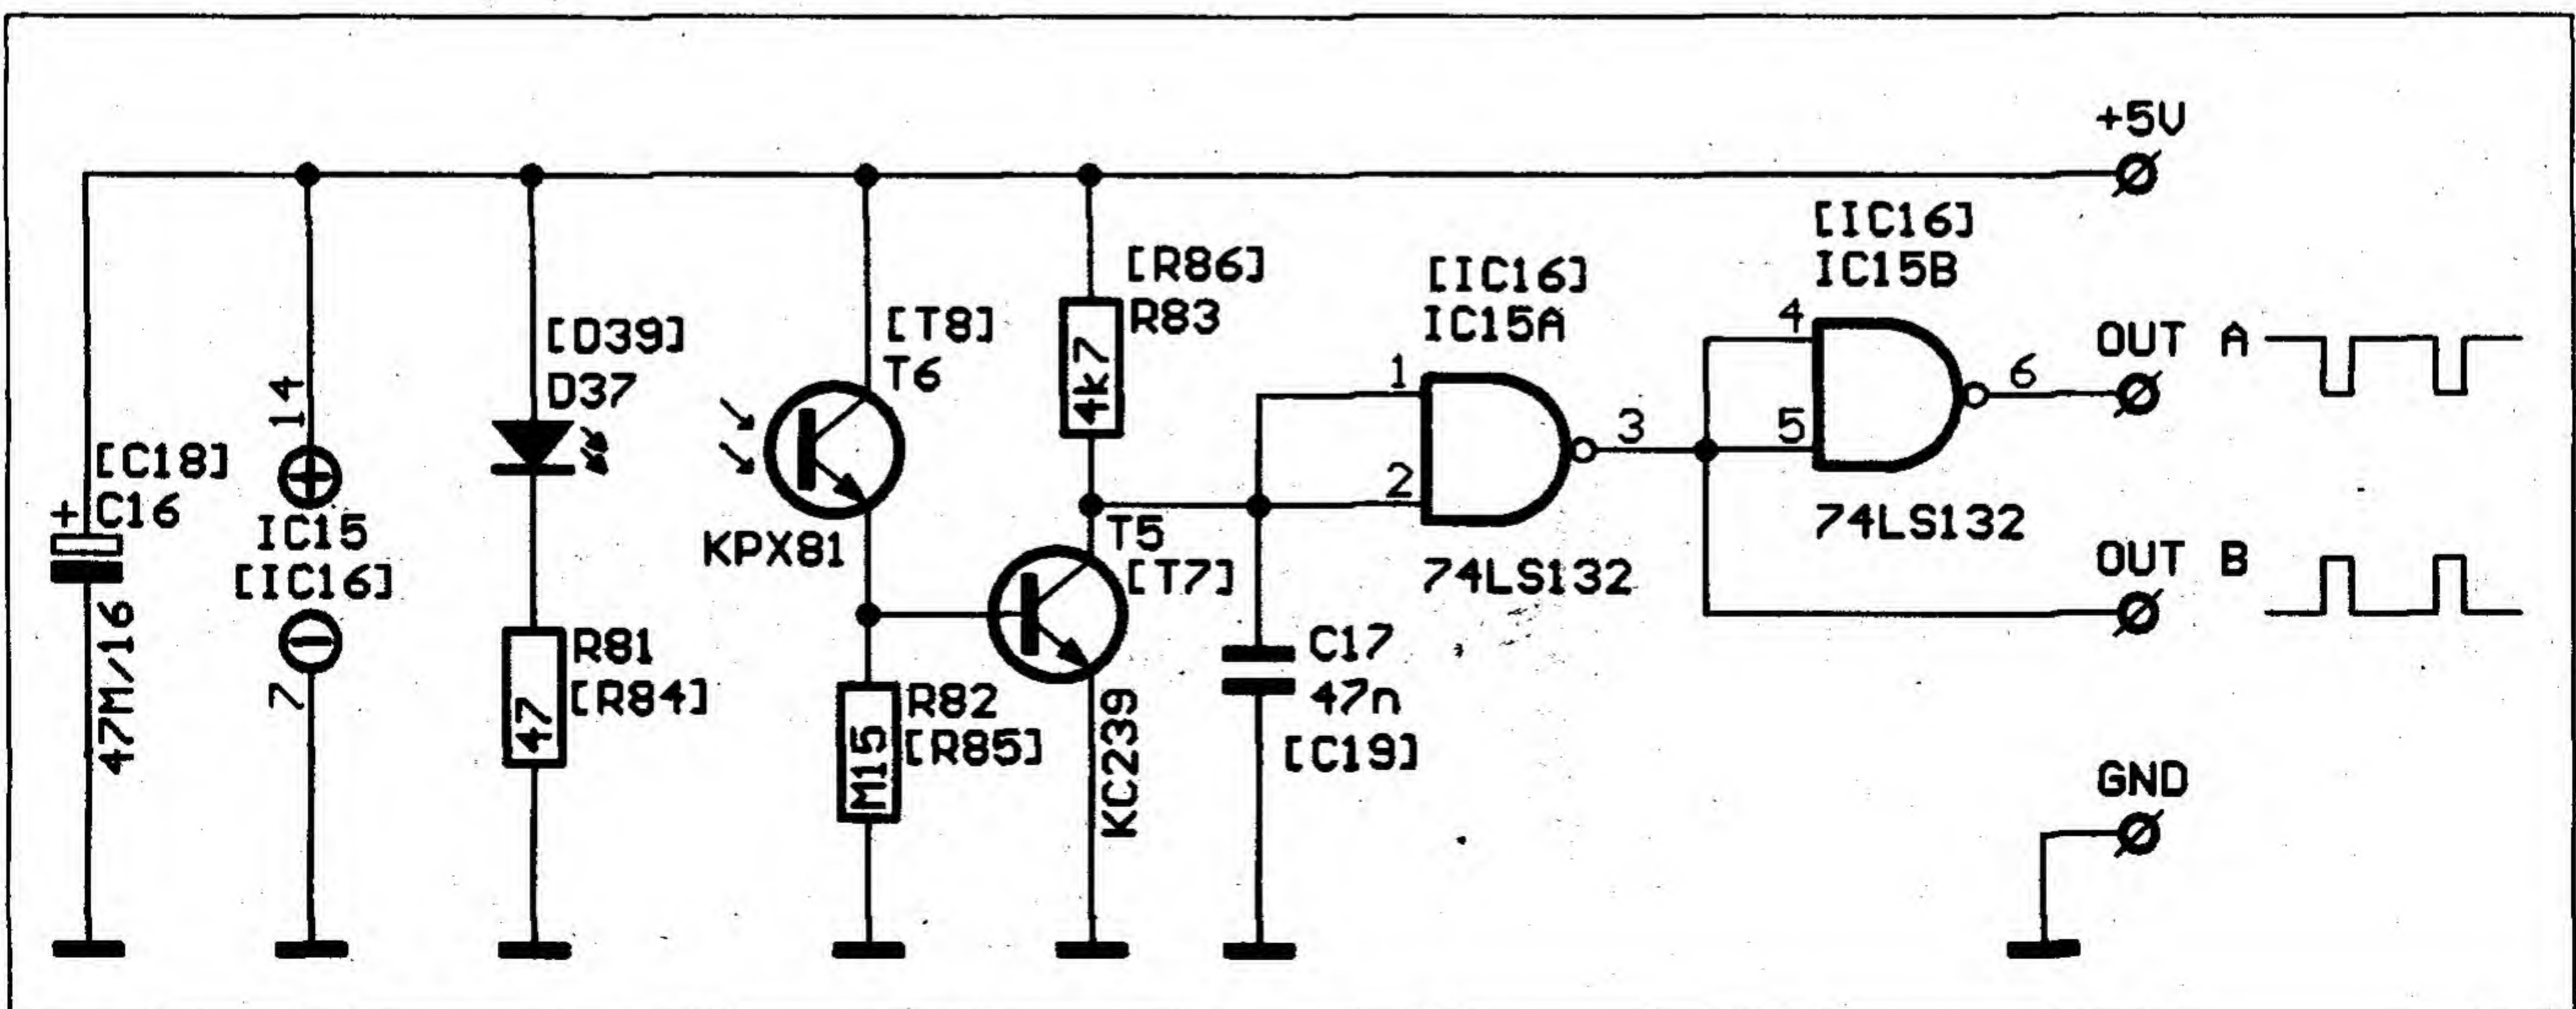 +5V
[IC16]
IC15B
[R86]
R83
4k7
[IC16]
IC15A
[T8]
T6
[D39]
D37
14
4
5
6
OUT A
1
2
3
[C18]
+ C16
IC15
[IC16]
KPX81
T5
[T7]
74LS132
74LS132
OUT B
47M/16
7
R81
[R84]
47
R82
[R85]
M15
KC239
C17
47n
[C19]
GND